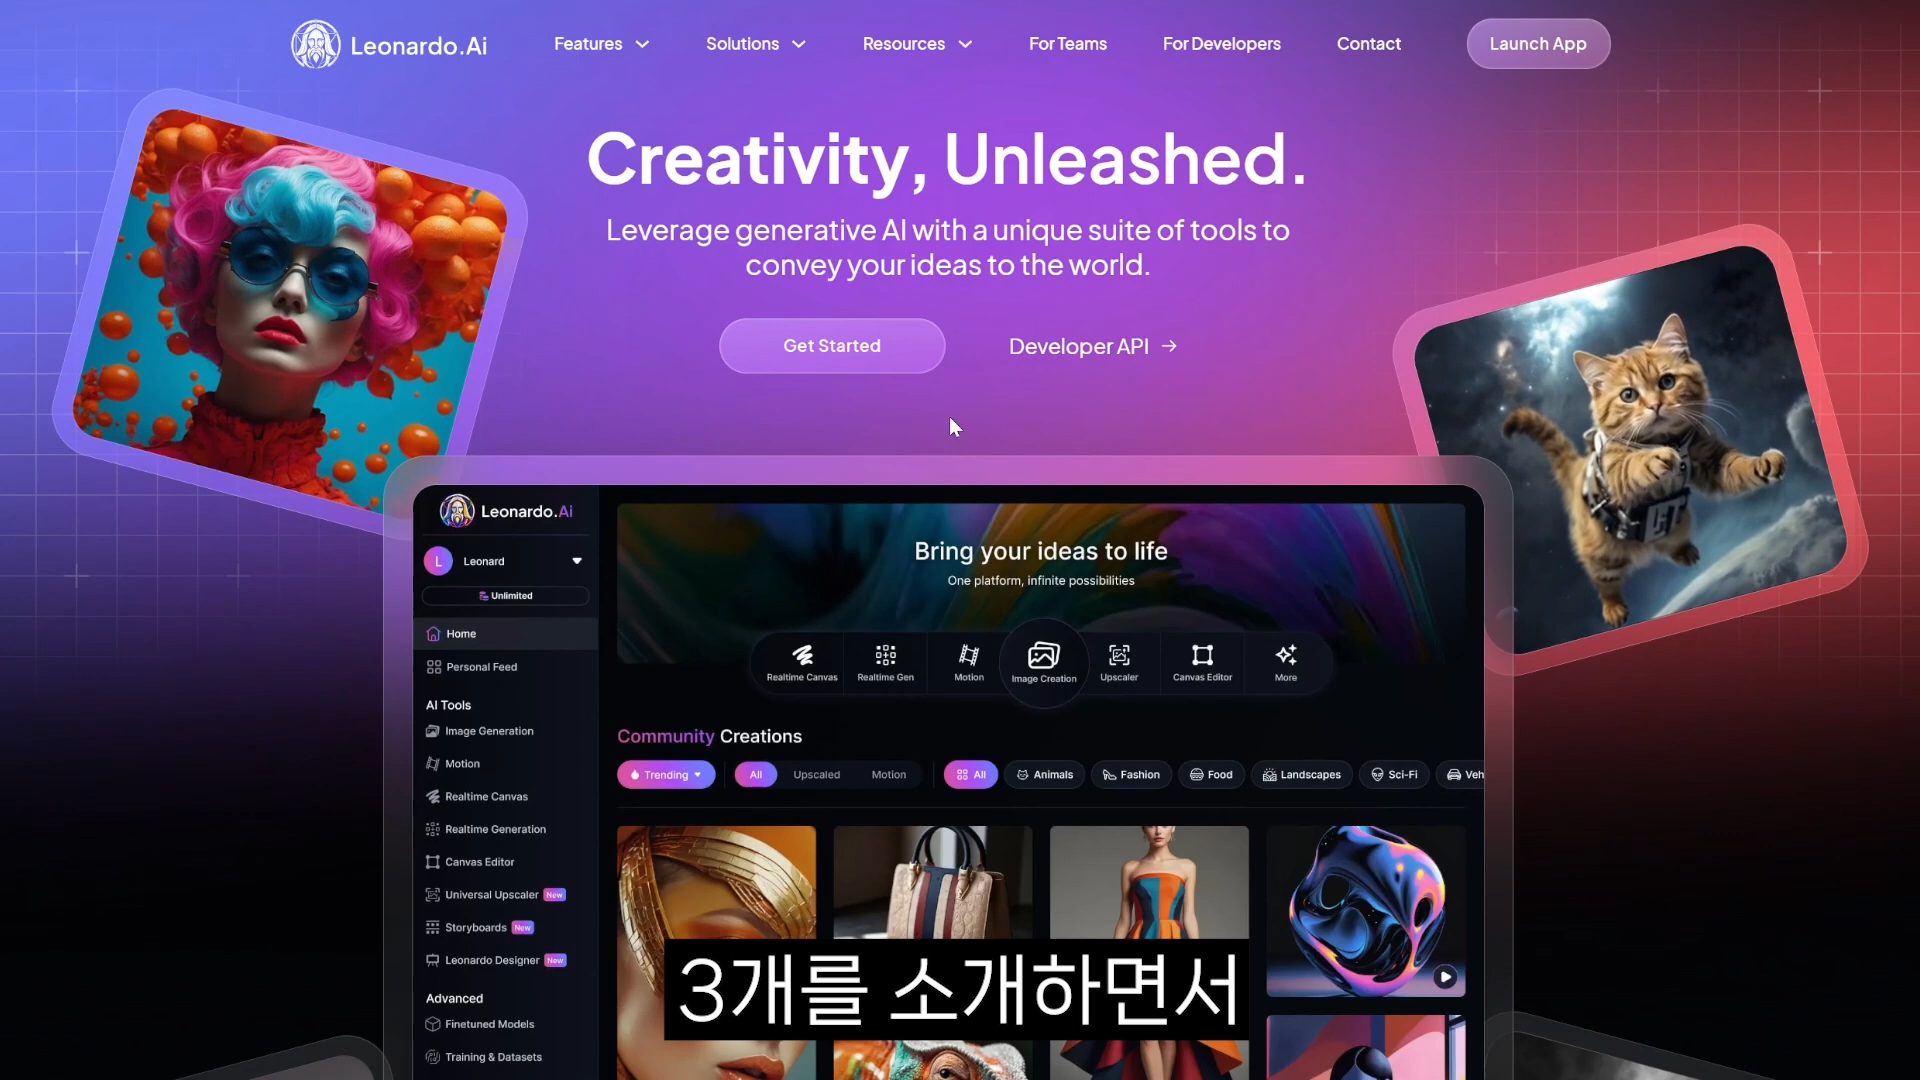 Leonardo.Ai
Features
Solutions
Resources
For Teams
For Developers
Contact
Launch App
Creativity, Unleashed.
Leverage generative AI with a unique suite of tools to
convey your ideas to the world.
Get Started
Developer API →
Leonardo.Ai
L Leonard
Unlimited
Home
Personal Feed
AI Tools
Image Generation
Motion
Realtime Canvas
Realtime Generation
Canvas Editor
Universal Upscaler New
Storyboards New
Leonardo Designer New
Advanced
Finetuned Models
Training & Datasets
Bring your ideas to life
One platform, infinite possibilities
Realtime Canvas
Realtime Gen
Motion
Image Creation
Upscaler
Canvas Editor
More
Community Creations
Trending
All
Upscaled
Motion
All
Animals
Fashion
Food
Landscapes
Sci-Fi
Veh
3개를 소개하면서